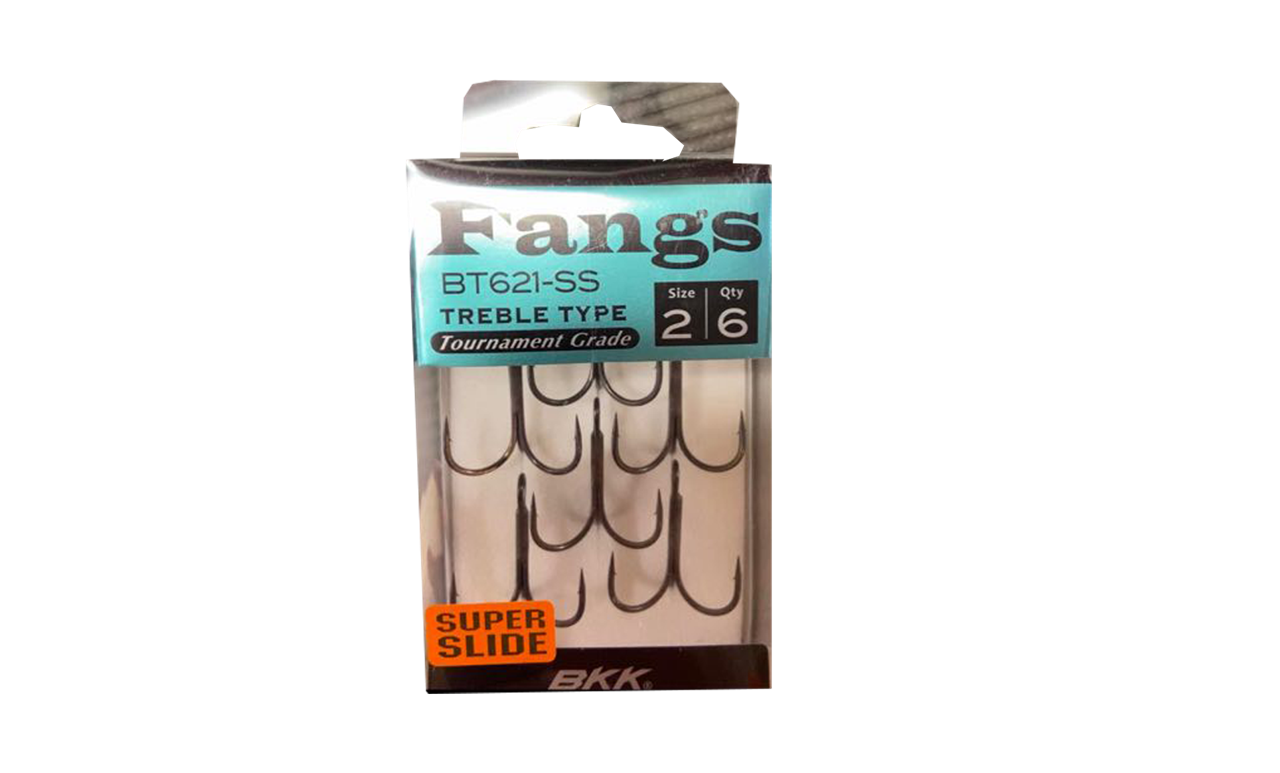 Fangs®
BT621-SS
TREBLE TYPE
Tournament Grade
Size
2
Qty
6
SUPER
SLIDE
BKK®